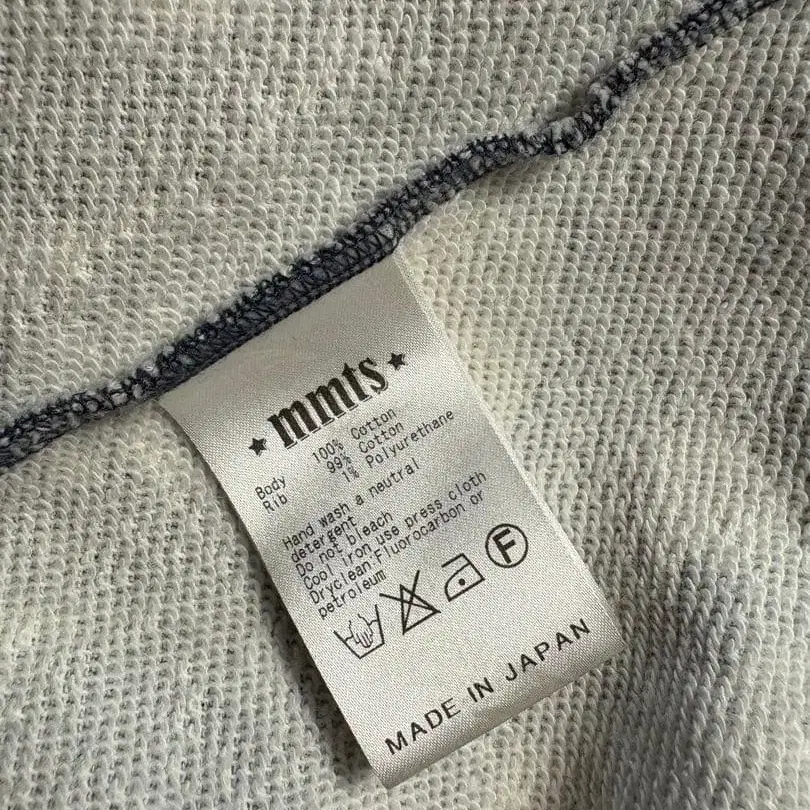 ★ mmts ★
Body 100% Cotton
Rib 99% Cotton
1% Polyurethane
Hand wash a neutral
detergent
Do not bleach
Cool Iron use press cloth
Dryclean.Fluorocarbon or
petroleum
F
MADE IN JAPAN